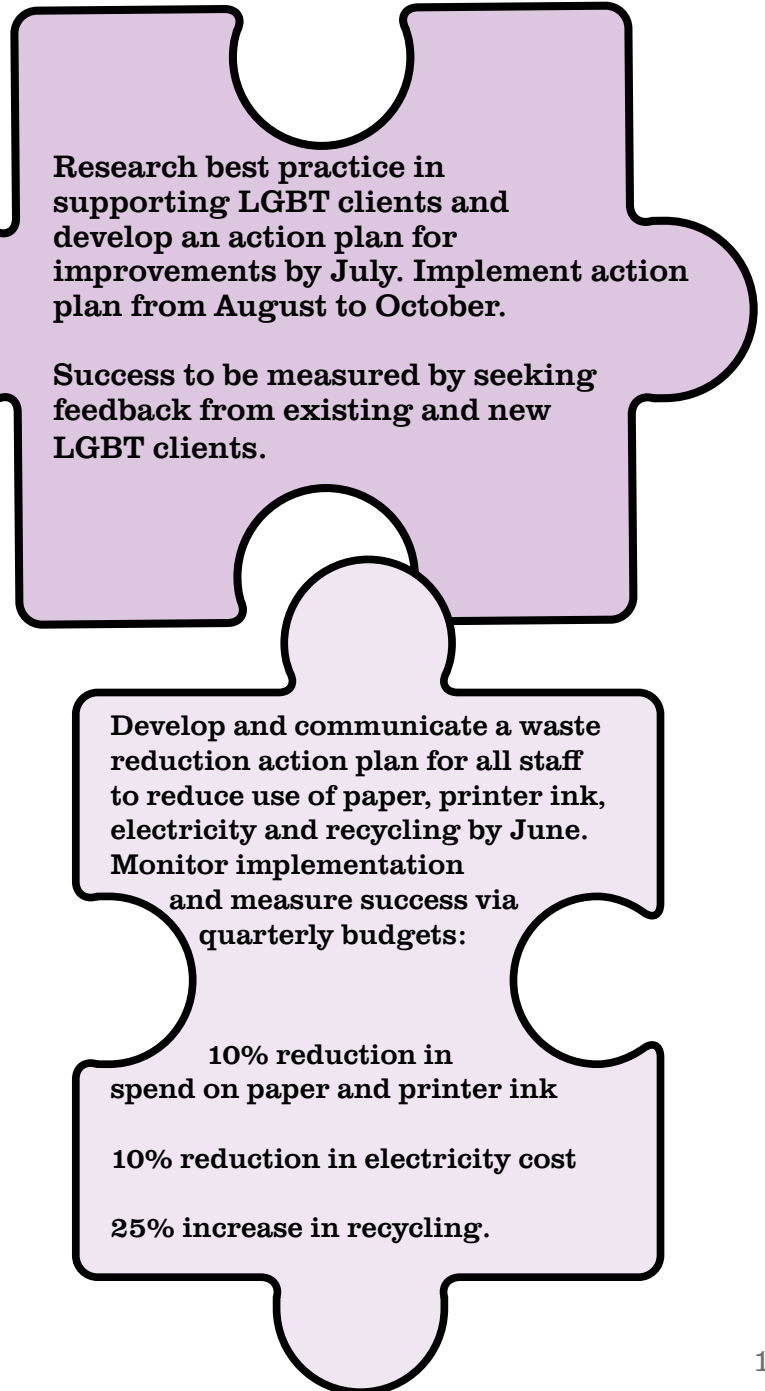 Research best practice in
supporting LGBT clients and
develop an action plan for
improvements by July. Implement action
plan from August to October.
Success to be measured by seeking
feedback from existing and new
LGBT clients.
Develop and communicate a waste
reduction action plan for all staff
to reduce use of paper, printer ink,
electricity and recycling by June.
Monitor implementation
and measure success via
quarterly budgets:
10% reduction in
spend on paper and printer ink
10% reduction in electricity cost
25% increase in recycling.